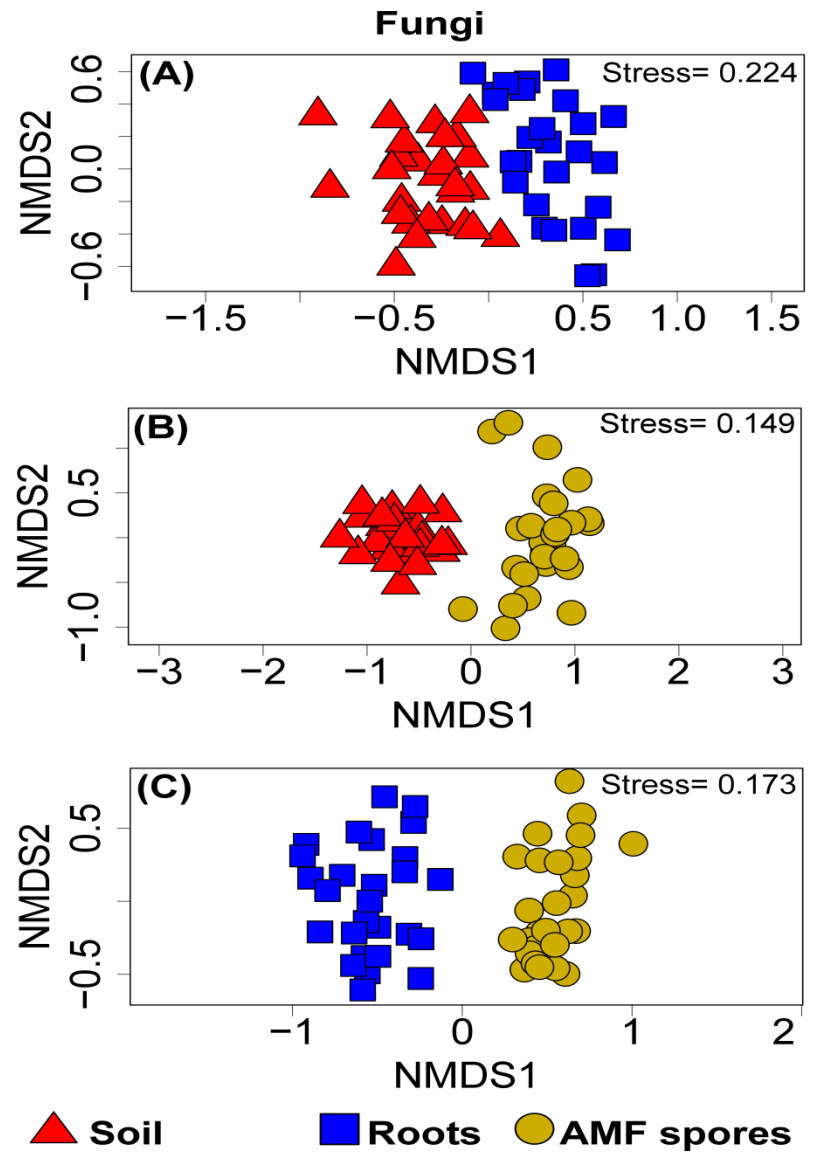 Fungi
(A)
Stress= 0.224
NMDS2
0.6
0.0
−0.6
−1.5
−0.5
0.5
1.0
1.5
NMDS1
(B)
Stress= 0.149
NMDS2
0.5
−1.0
−3
−2
−1
0
1
2
3
NMDS1
(C)
Stress= 0.173
NMDS2
0.5
−0.5
−1
0
1
2
NMDS1
Soil
Roots
AMF spores